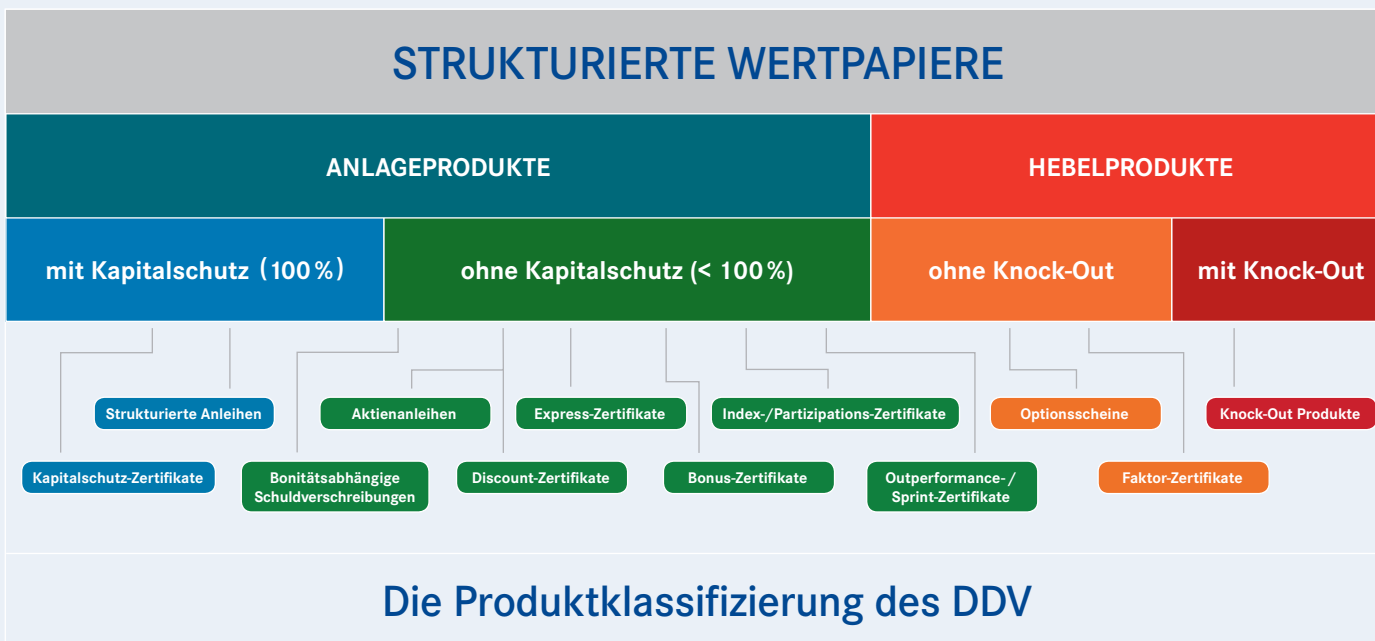 STRUKTURIERTE WERTPAPIERE
ANLAGEPRODUKTE
HEBELPRODUKTE
mit Kapitalschutz (100 %)
ohne Kapitalschutz (< 100 %)
ohne Knock-Out
mit Knock-Out
Strukturierte Anleihen
Aktienanleihen
Express-Zertifikate
Index-/Partizipations-Zertifikate
Optionsscheine
Knock-Out Produkte
Kapitalschutz-Zertifikate
Bonitätsabhängige
Schuldverschreibungen
Discount-Zertifikate
Bonus-Zertifikate
Outperformance- /
Sprint-Zertifikate
Faktor-Zertifikate
Die Produktklassifizierung des DDV